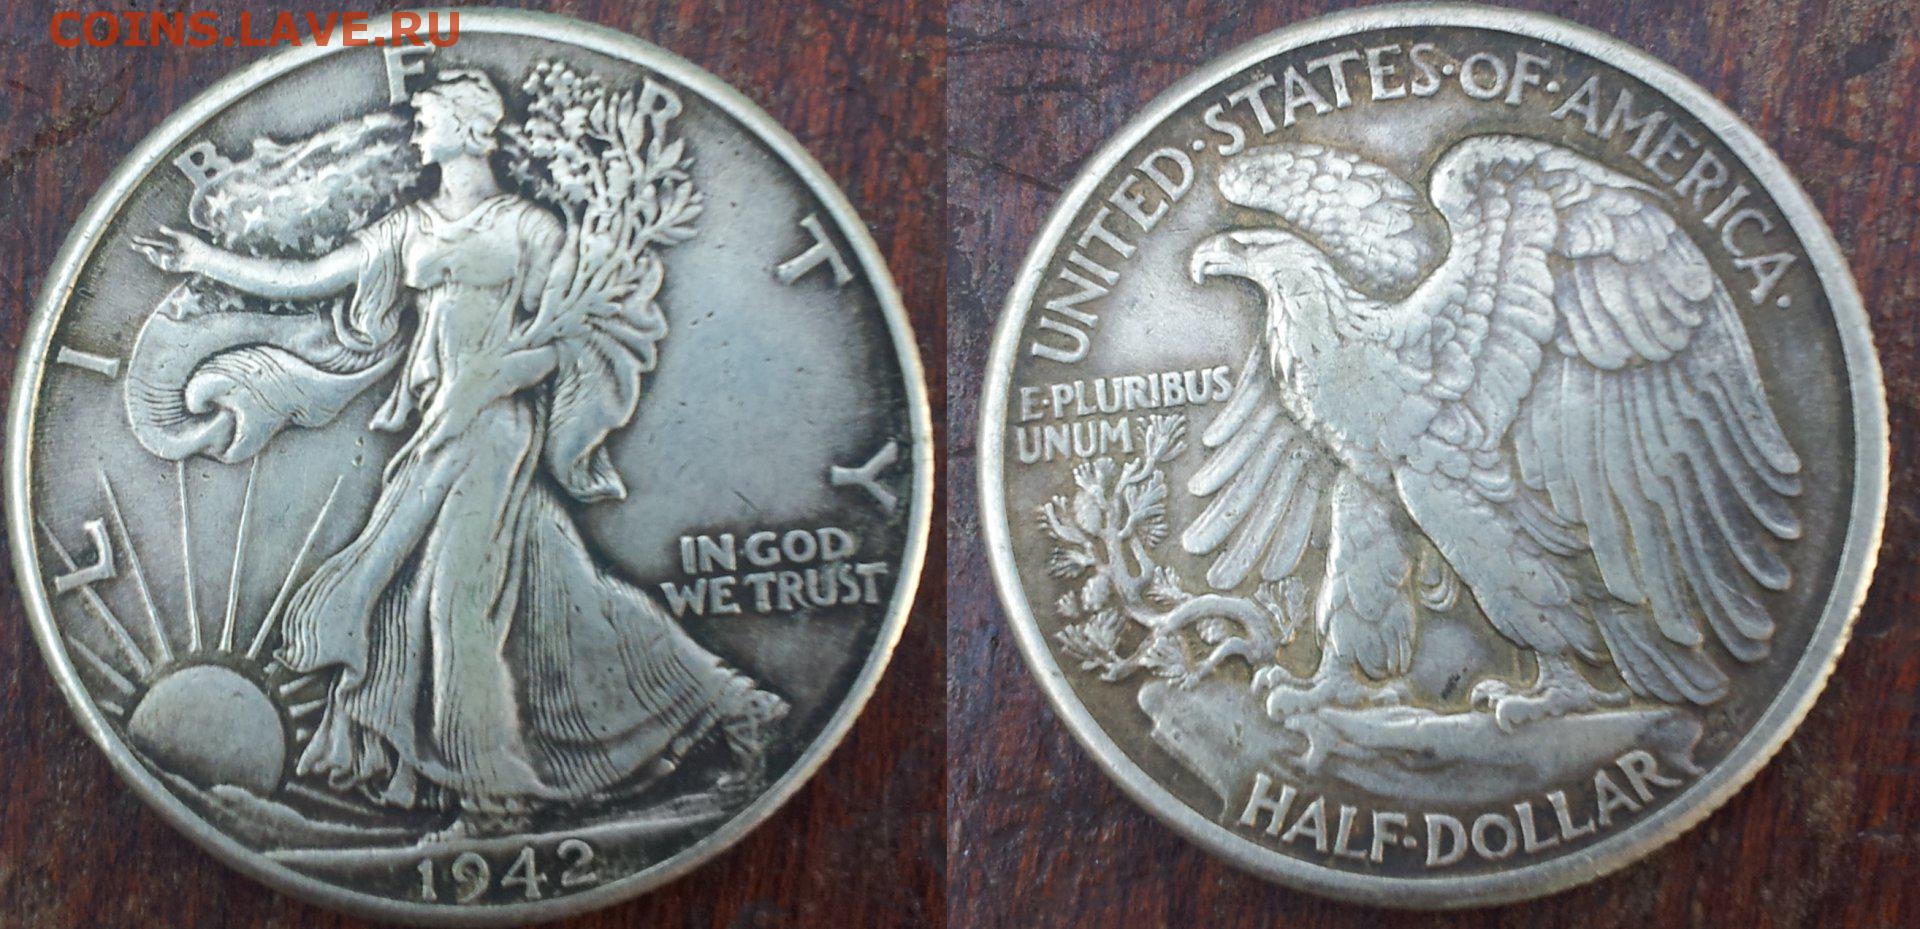 COINS.LAVE.RU
LIBERTY
IN·GOD
WE TRUST
1942
UNITED·STATES·OF·AMERICA·
E·PLURIBUS
UNUM
HALF·DOLLAR